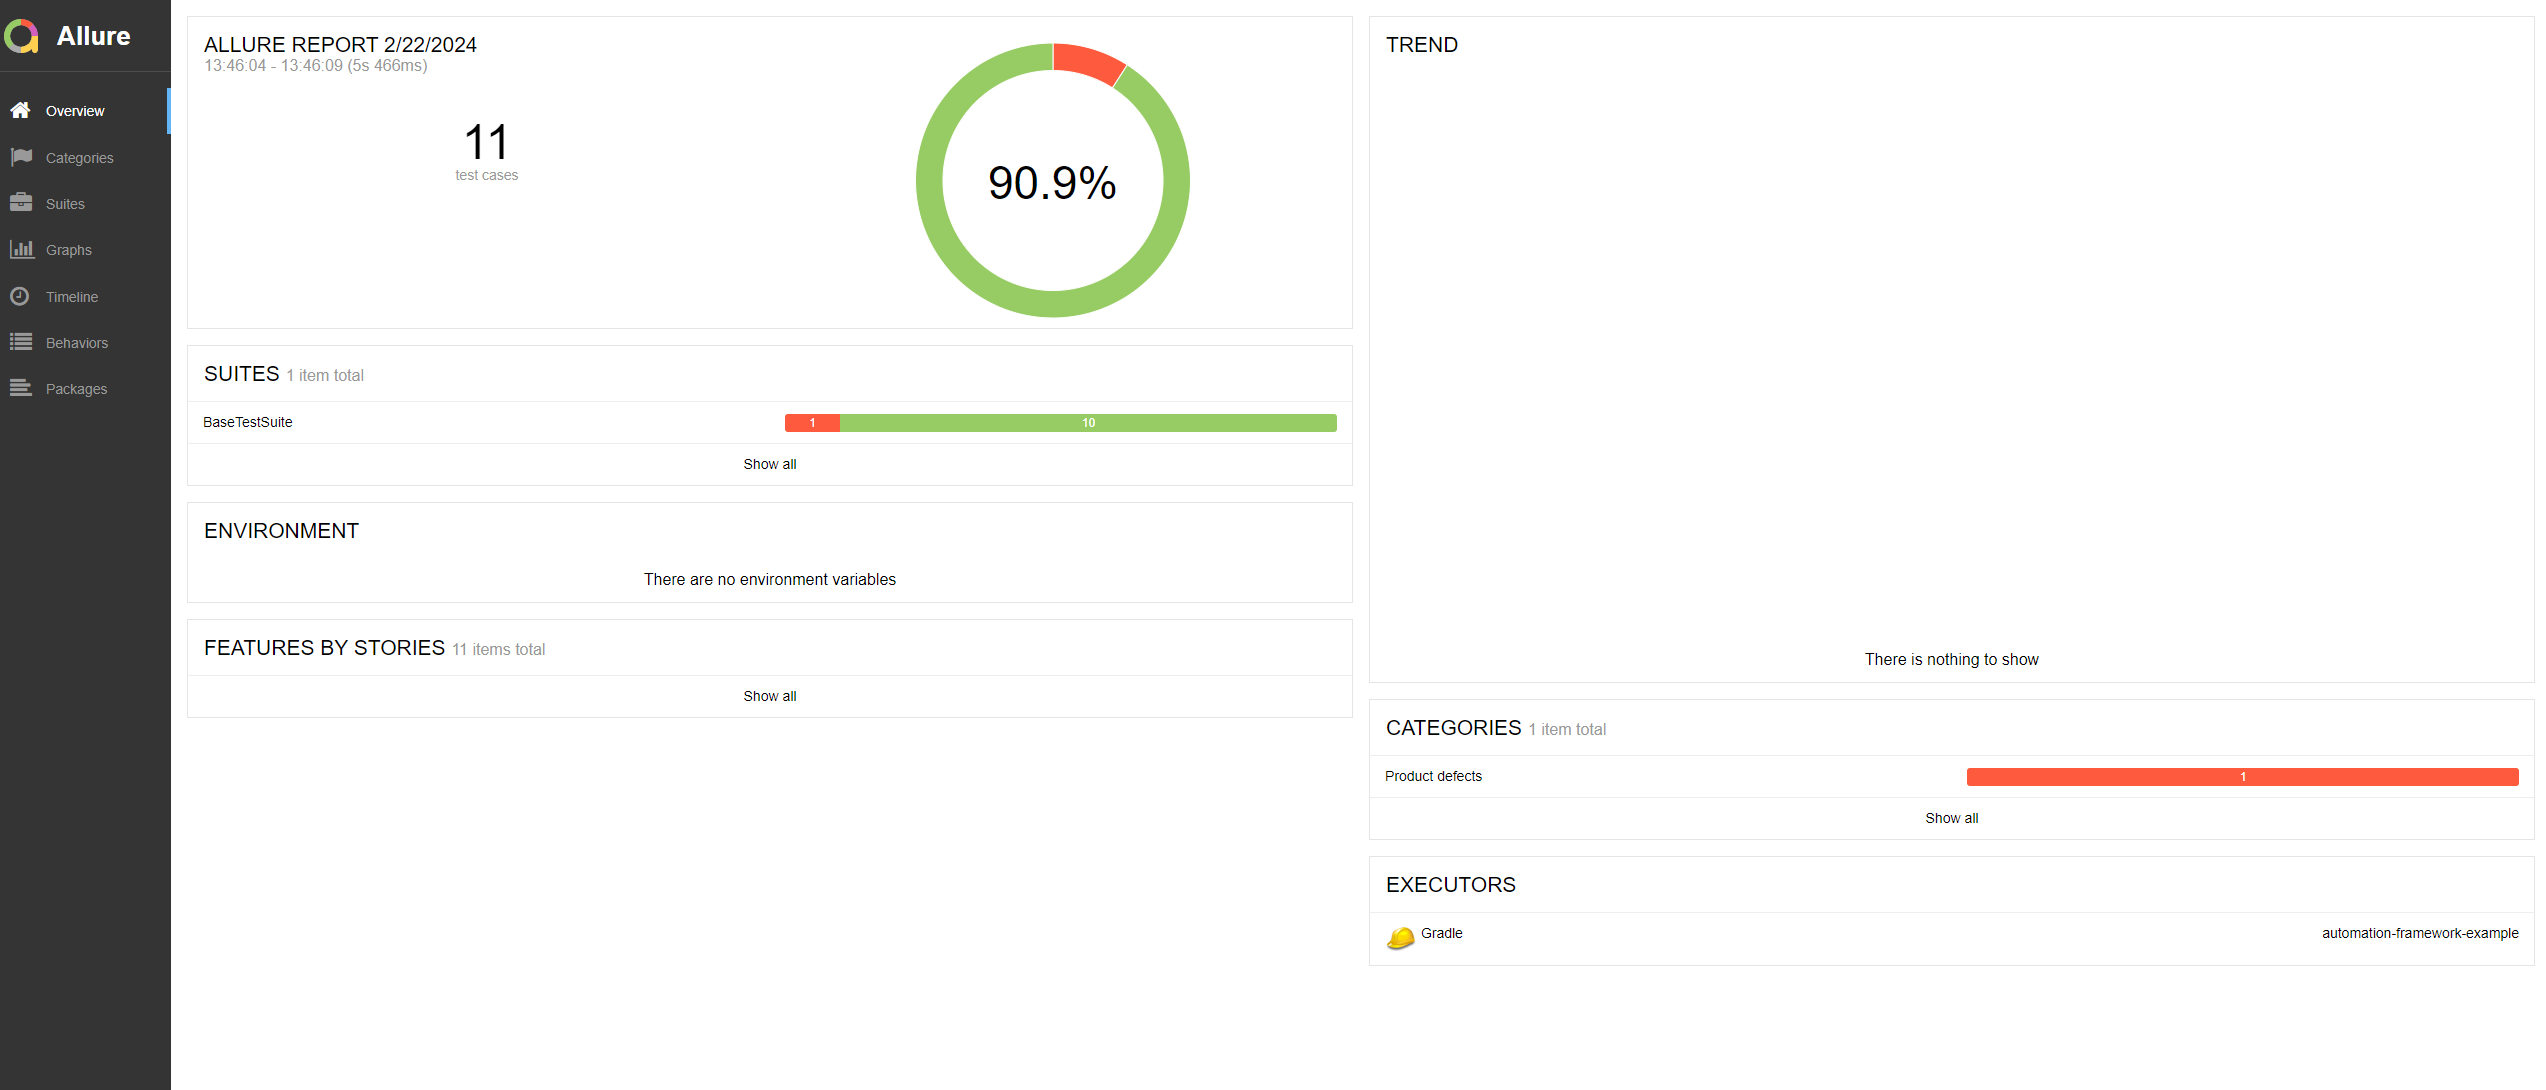 Allure
Overview
Categories
Suites
Graphs
Timeline
Behaviors
Packages
ALLURE REPORT 2/22/2024
13:46:04 - 13:46:09 (5s 466ms)
11
test cases
90.9%
SUITES 1 item total
BaseTestSuite 1 10
Show all
ENVIRONMENT
There are no environment variables
FEATURES BY STORIES 11 items total
Show all
TREND
There is nothing to show
CATEGORIES 1 item total
Product defects 1
Show all
EXECUTORS
Gradle automation-framework-example